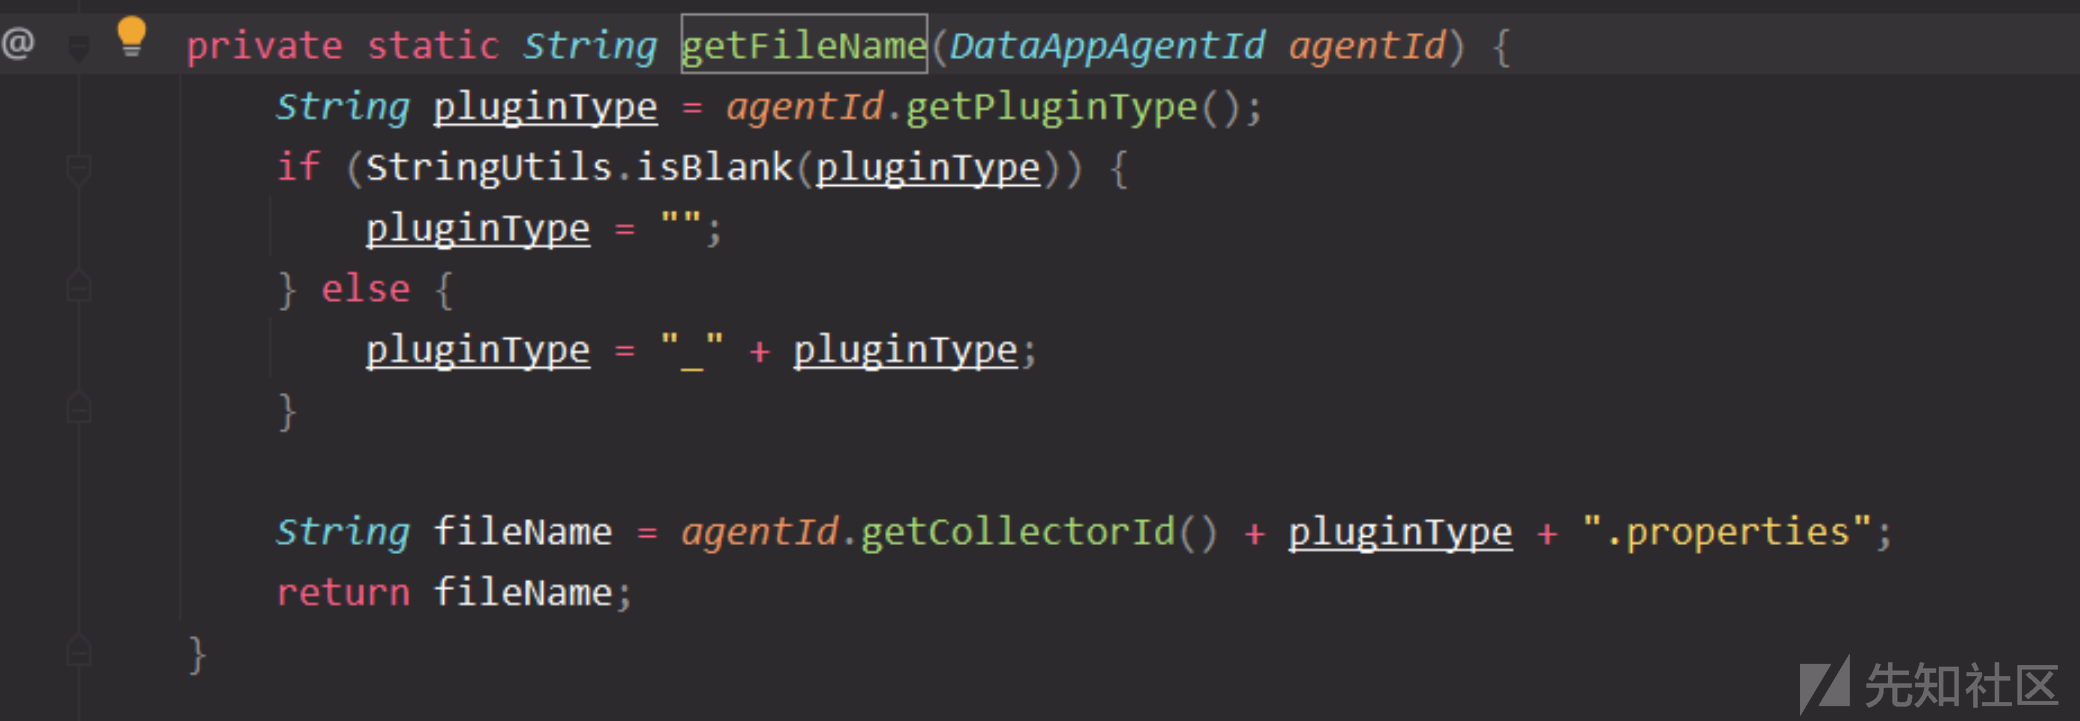 @ private static String getFileName(DataAppAgentId agentId) {
String pluginType = agentId.getPluginType();
if (StringUtils.isBlank(pluginType)) {
pluginType = "";
} else {
pluginType = "_" + pluginType;
}
String fileName = agentId.getCollectorId() + pluginType + ".properties";
return fileName;
}
先知社区